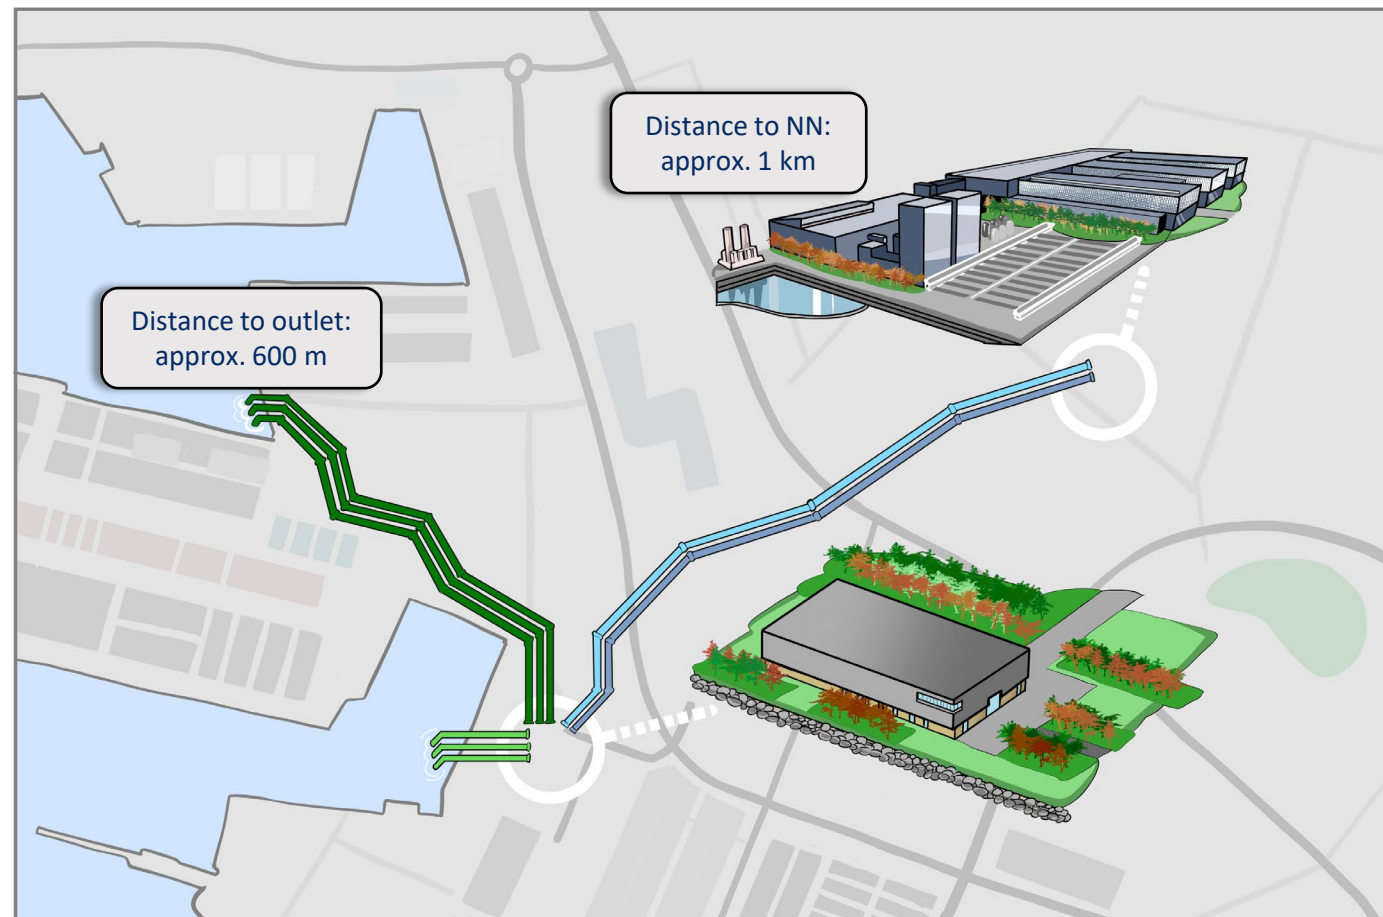 Distance to NN:
approx. 1 km
Distance to outlet:
approx. 600 m